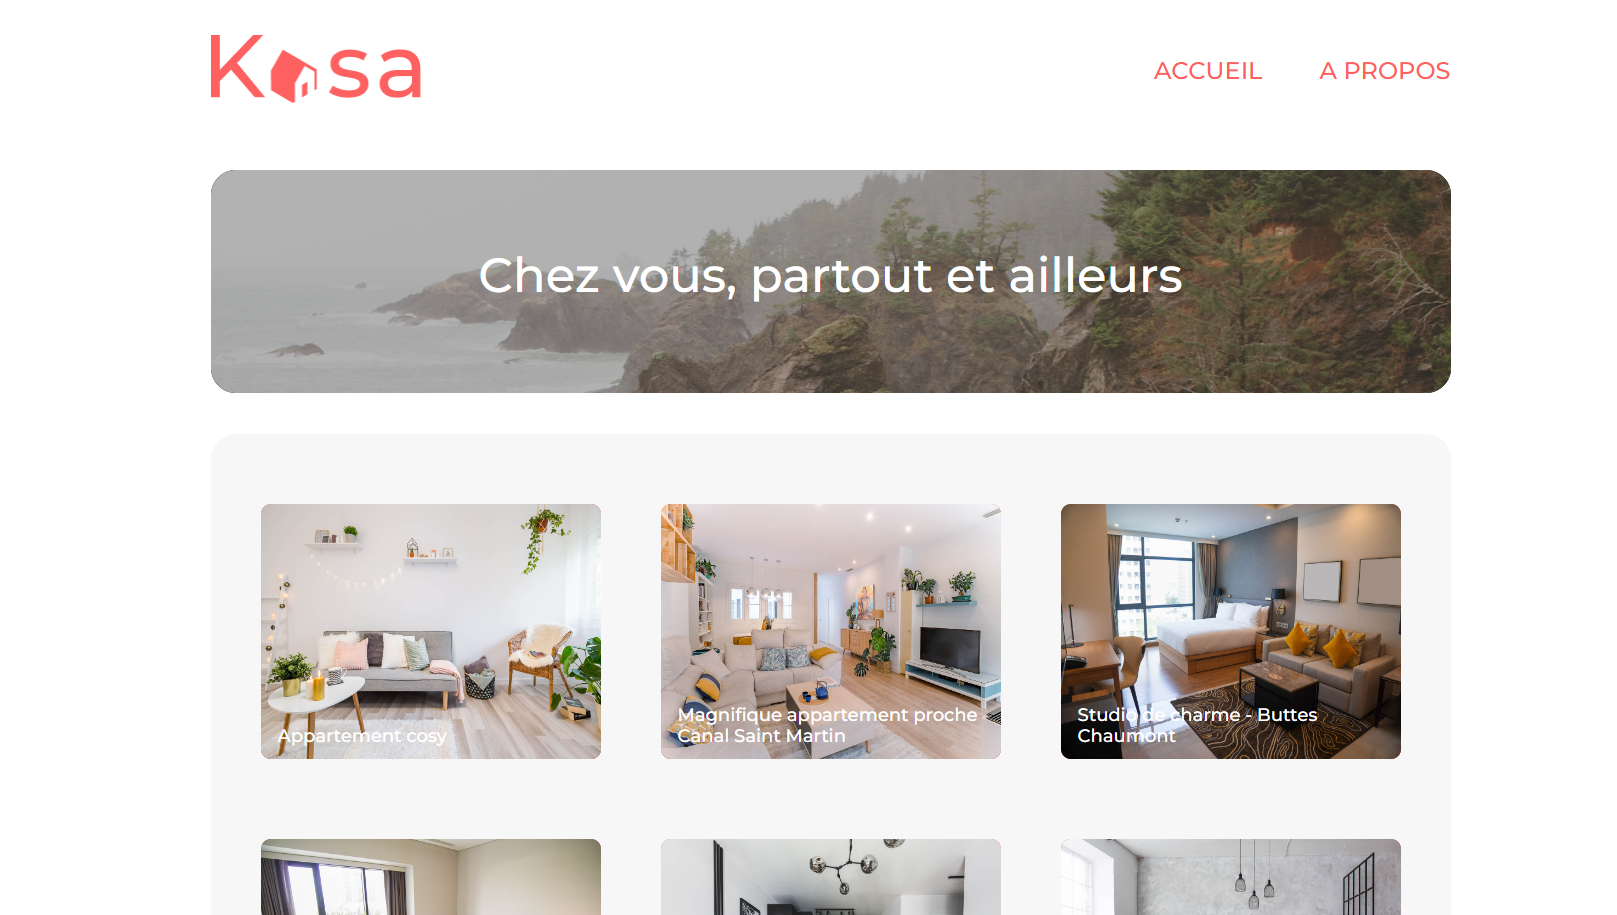 Kasa
ACCUEIL
A PROPOS
Chez vous, partout et ailleurs
Appartement cosy
Magnifique appartement proche -
Canal Saint Martin
Studio de charme - Buttes
Chaumont